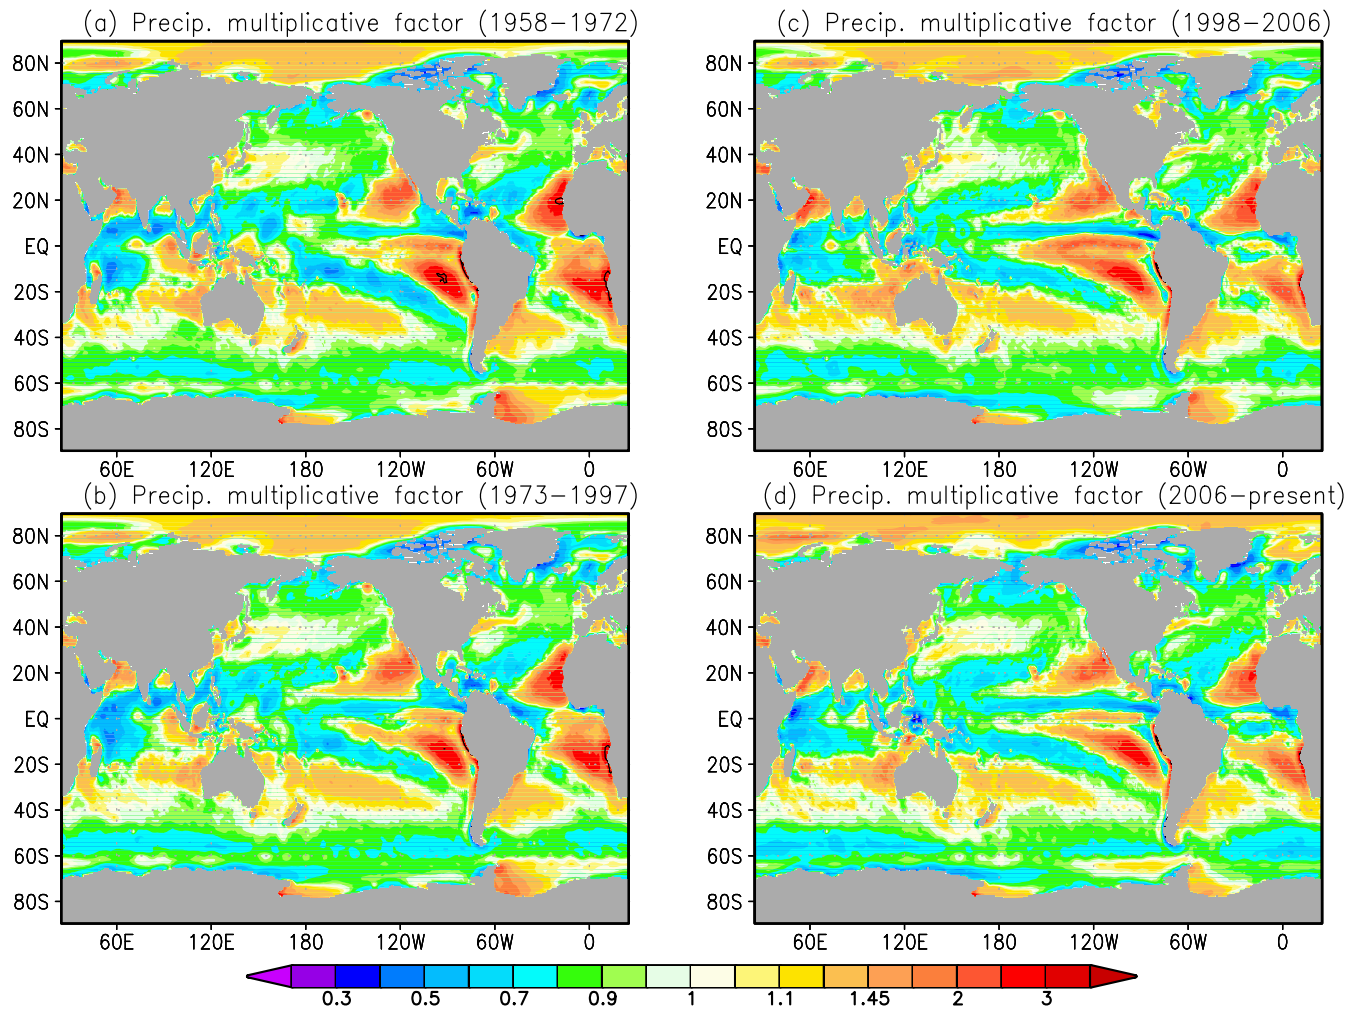 (a) Precip. multiplicative factor (1958−1972)
80N
60N
40N
20N
EQ
20S
40S
60S
80S
60E 120E 180 120W 60W 0
(c) Precip. multiplicative factor (1998−2006)
80N
60N
40N
20N
EQ
20S
40S
60S
80S
60E 120E 180 120W 60W 0
(b) Precip. multiplicative factor (1973−1997)
80N
60N
40N
20N
EQ
20S
40S
60S
80S
60E 120E 180 120W 60W 0
(d) Precip. multiplicative factor (2006−present)
80N
60N
40N
20N
EQ
20S
40S
60S
80S
60E 120E 180 120W 60W 0
0.3 0.5 0.7 0.9 1 1.1 1.45 2 3